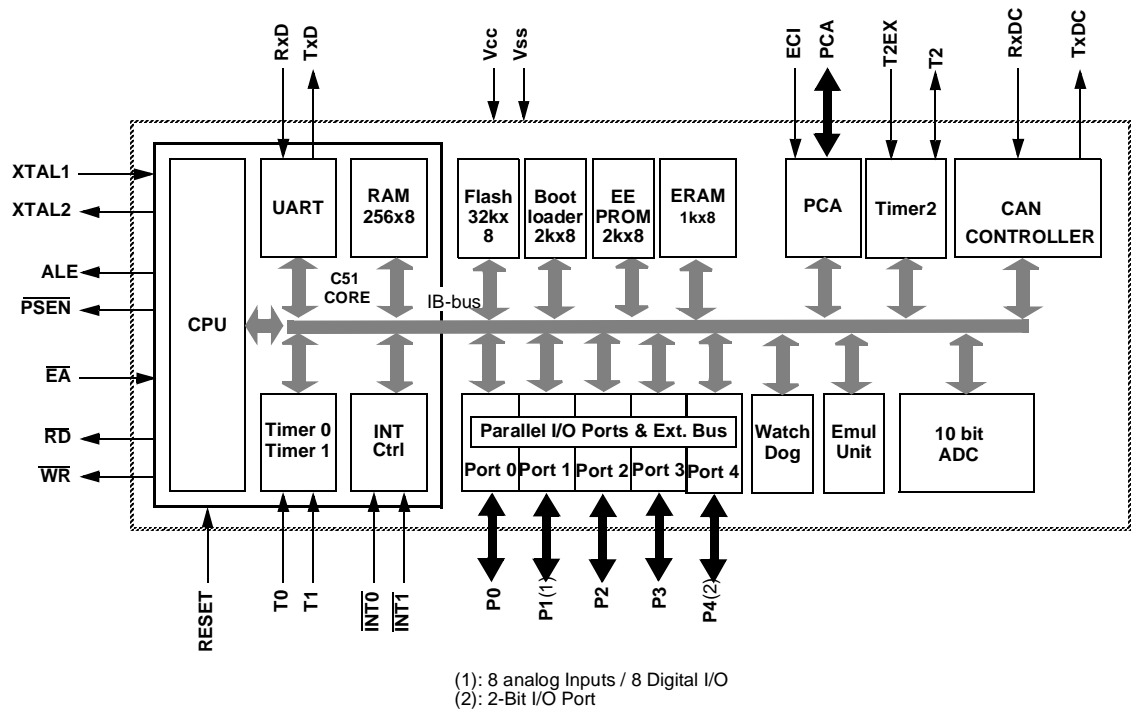 RxD
TxD
Vcc
Vss
ECI
PCA
T2EX
T2
RxDC
TxDC
XTAL1
XTAL2
ALE
PSEN
EA
RD
WR
CPU
UART
RAM
256x8
C51
CORE
IB-bus
Flash
32kx
8
Boot
loader
2kx8
EE
PROM
2kx8
ERAM
1kx8
PCA
Timer2
CAN
CONTROLLER
Timer 0
Timer 1
INT
Ctrl
Parallel I/O Ports & Ext. Bus
Port 0
Port 1
Port 2
Port 3
Port 4
Watch
Dog
Emul
Unit
10 bit
ADC
RESET
T0
T1
INT0
INT1
P0
P1(1)
P2
P3
P4(2)
(1): 8 analog Inputs / 8 Digital I/O
(2): 2-Bit I/O Port